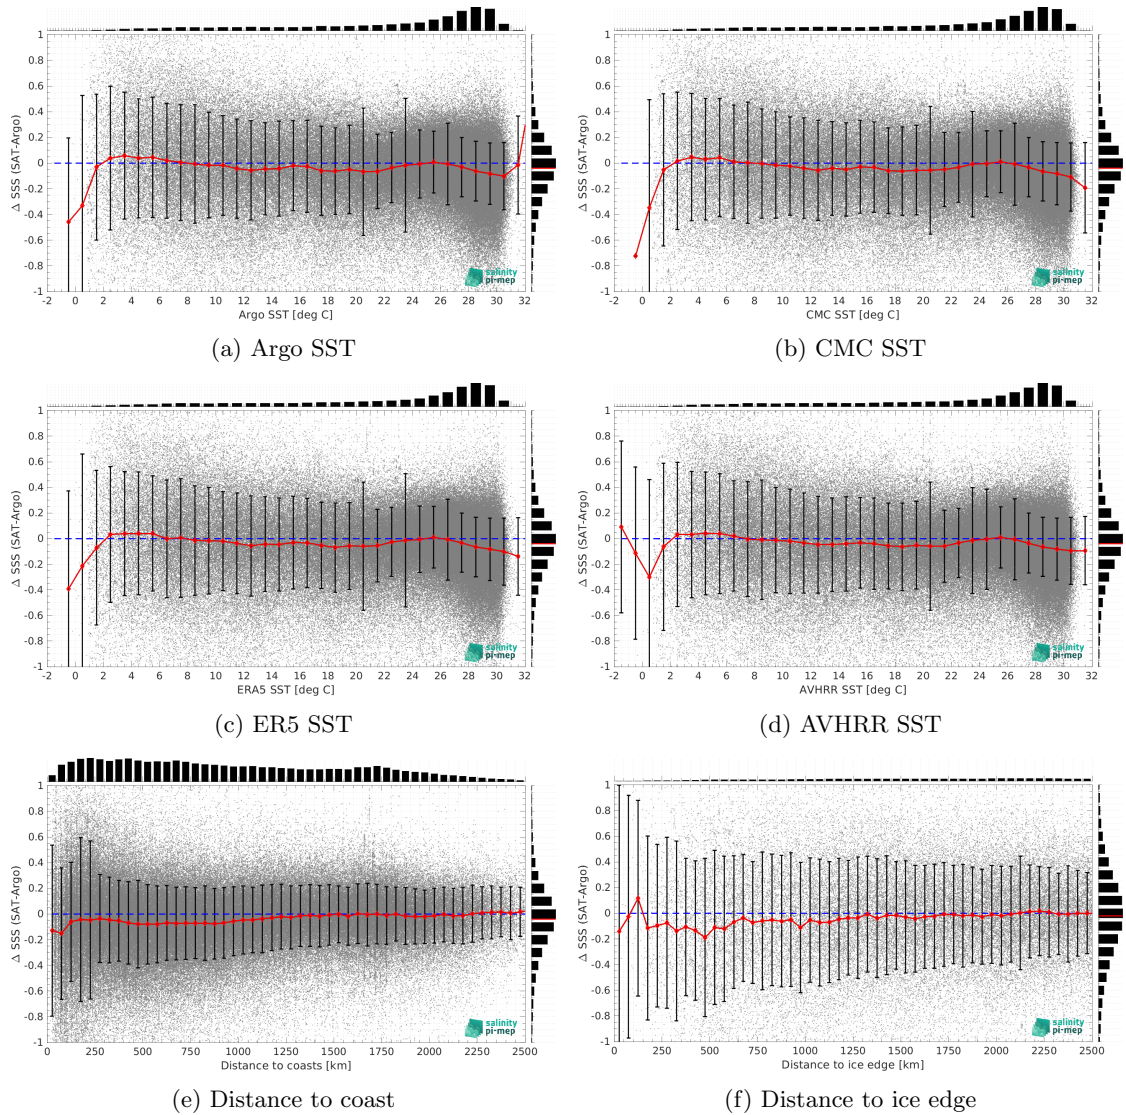 1
0.8
0.6
0.4
0.2
0
-0.2
-0.4
-0.6
-0.8
-1
Δ SSS (SAT-Argo)
-2 0 2 4 6 8 10 12 14 16 18 20 22 24 26 28 30 32
Argo SST [deg C]
salinity
pi-mep
(a) Argo SST
1
0.8
0.6
0.4
0.2
0
-0.2
-0.4
-0.6
-0.8
-1
Δ SSS (SAT-Argo)
-2 0 2 4 6 8 10 12 14 16 18 20 22 24 26 28 30 32
CMC SST [deg C]
salinity
pi-mep
(b) CMC SST
1
0.8
0.6
0.4
0.2
0
-0.2
-0.4
-0.6
-0.8
-1
Δ SSS (SAT-Argo)
-2 0 2 4 6 8 10 12 14 16 18 20 22 24 26 28 30 32
ERA5 SST [deg C]
salinity
pi-mep
(c) ER5 SST
1
0.8
0.6
0.4
0.2
0
-0.2
-0.4
-0.6
-0.8
-1
Δ SSS (SAT-Argo)
-2 0 2 4 6 8 10 12 14 16 18 20 22 24 26 28 30 32
AVHRR SST [deg C]
salinity
pi-mep
(d) AVHRR SST
1
0.8
0.6
0.4
0.2
0
-0.2
-0.4
-0.6
-0.8
-1
Δ SSS (SAT-Argo)
0 250 500 750 1000 1250 1500 1750 2000 2250 2500
Distance to coasts [km]
salinity
pi-mep
(e) Distance to coast
1
0.8
0.6
0.4
0.2
0
-0.2
-0.4
-0.6
-0.8
-1
Δ SSS (SAT-Argo)
0 250 500 750 1000 1250 1500 1750 2000 2250 2500
Distance to ice edge [km]
salinity
pi-mep
(f) Distance to ice edge